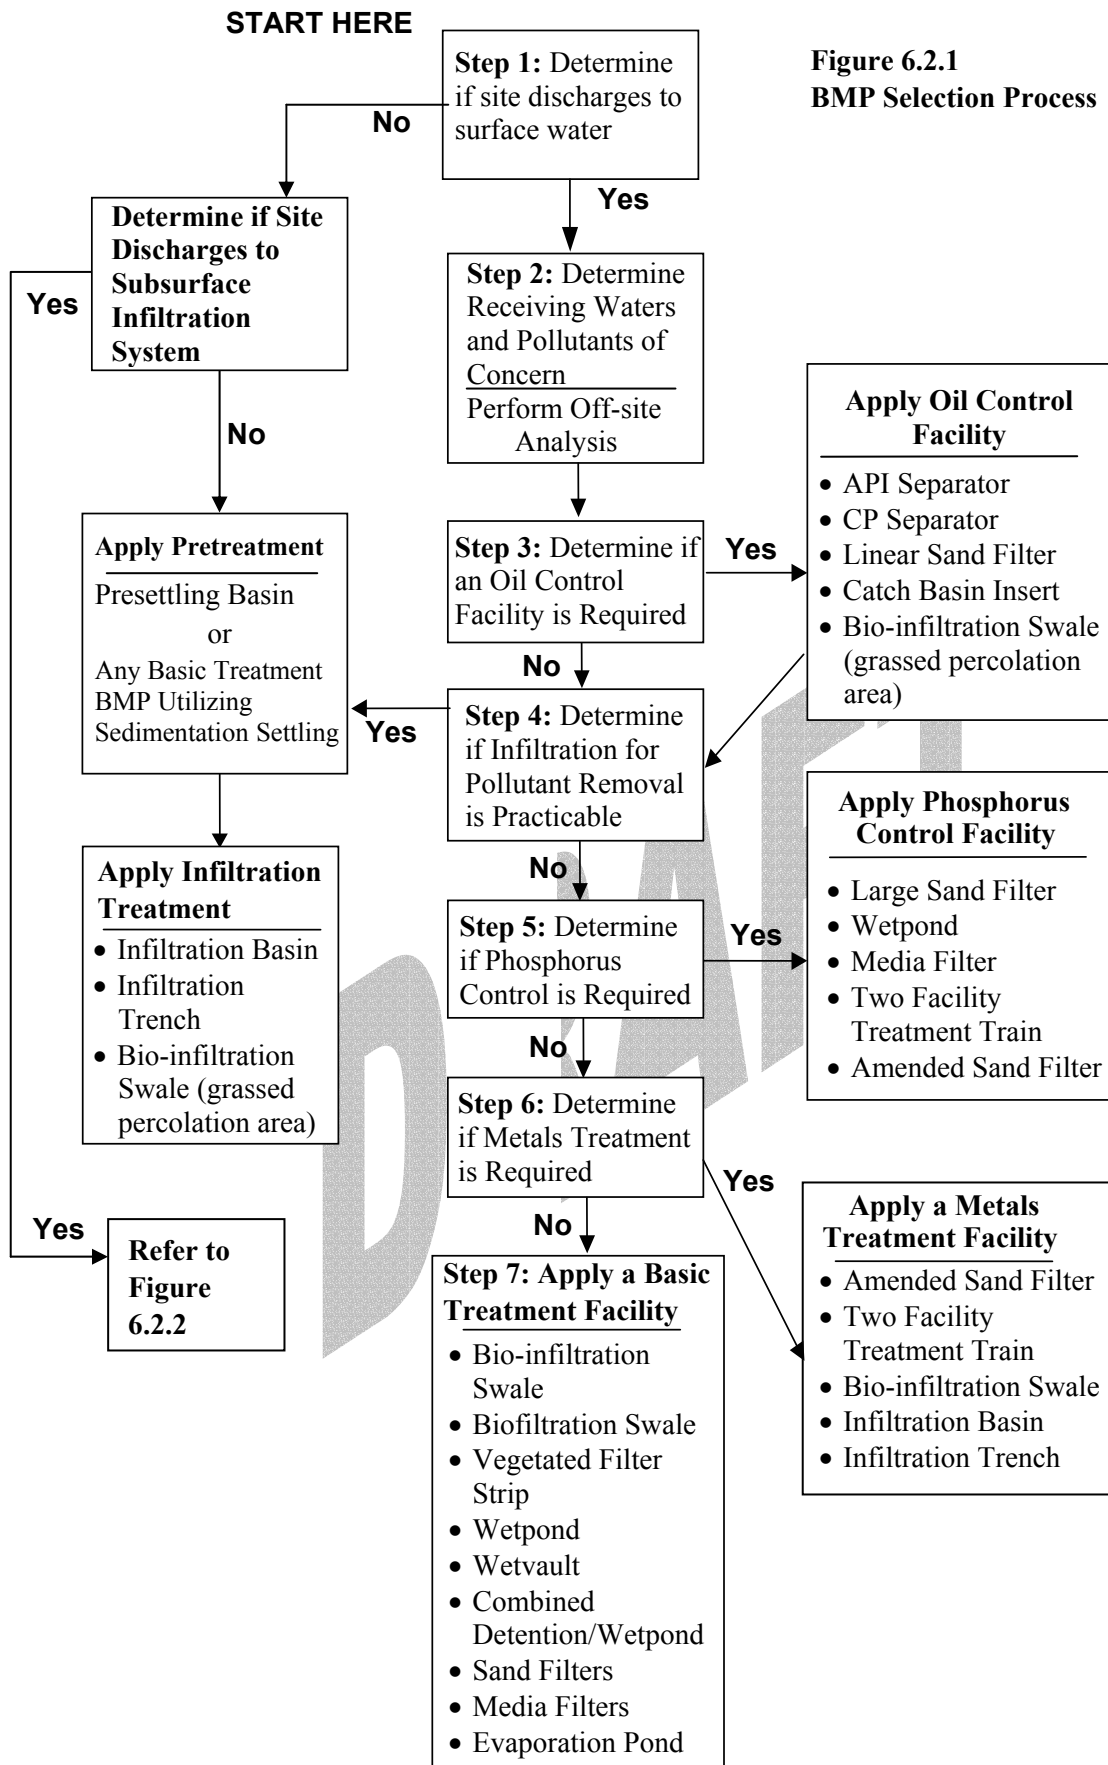 START HERE
Figure 6.2.1
BMP Selection Process
Step 1: Determine
if site discharges to
surface water
No
Yes
Determine if Site
Discharges to
Subsurface
Infiltration
System
Yes
No
Step 2: Determine
Receiving Waters
and Pollutants of
Concern
Perform Off-site
Analysis
Apply Oil Control
Facility
• API Separator
• CP Separator
• Linear Sand Filter
• Catch Basin Insert
• Bio-infiltration Swale
(grassed percolation
area)
Step 3: Determine if
an Oil Control
Facility is Required
Yes
No
Apply Pretreatment
Presettling Basin
or
Any Basic Treatment
BMP Utilizing
Sedimentation Settling
Step 4: Determine
if Infiltration for
Pollutant Removal
is Practicable
Yes
No
Apply Infiltration
Treatment
• Infiltration Basin
• Infiltration
Trench
• Bio-infiltration
Swale (grassed
percolation area)
Apply Phosphorus
Control Facility
• Large Sand Filter
• Wetpond
• Media Filter
• Two Facility
Treatment Train
• Amended Sand Filter
Step 5: Determine
if Phosphorus
Control is Required
Yes
No
Step 6: Determine
if Metals Treatment
is Required
Yes
No
Yes
Refer to
Figure
6.2.2
Apply a Metals
Treatment Facility
• Amended Sand Filter
• Two Facility
Treatment Train
• Bio-infiltration Swale
• Infiltration Basin
• Infiltration Trench
Step 7: Apply a Basic
Treatment Facility
• Bio-infiltration
Swale
• Biofiltration Swale
• Vegetated Filter
Strip
• Wetpond
• Wetvault
• Combined
Detention/Wetpond
• Sand Filters
• Media Filters
• Evaporation Pond
DRAFT